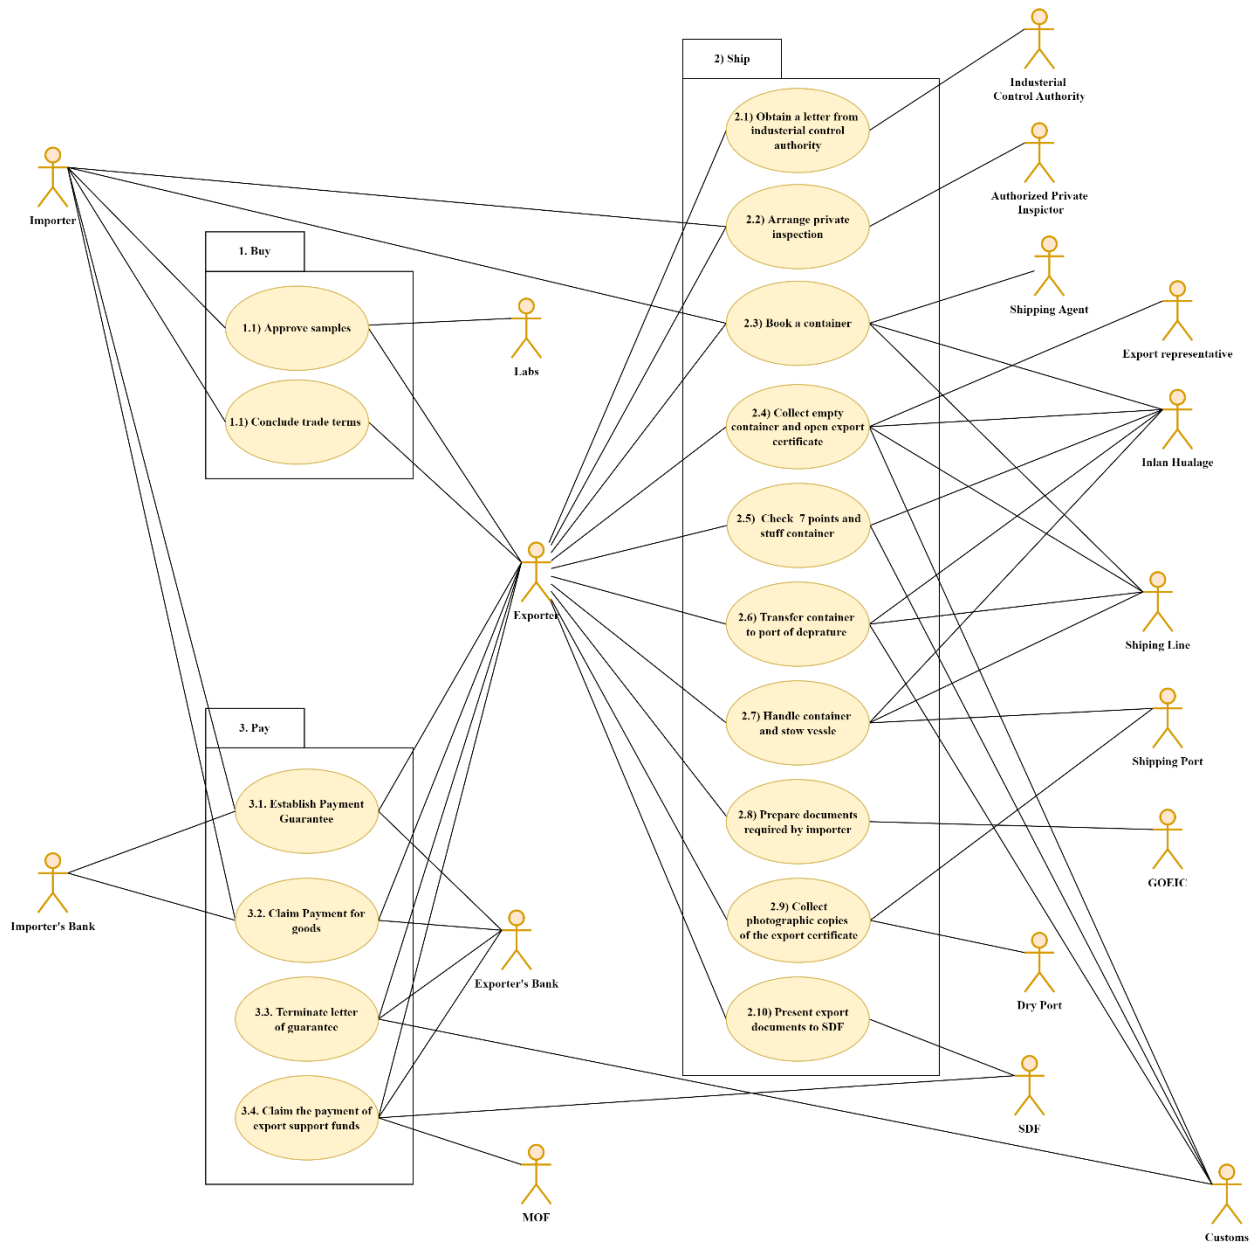 2) Ship
Industerial
Control Authority
2.1) Obtain a letter from
industerial control
authority
Authorized Private
Inspictor
Importer
2.2) Arrange private
inspection
1. Buy
Shipping Agent
1.1) Approve samples
Labs
2.3) Book a container
Export representative
1.1) Conclude trade terms
2.4) Collect empty
container and open export
certificate
Inlan Hualage
2.5) Check 7 points and
stuff container
Exporter
2.6) Transfer container
to port of deprature
Shiping Line
3. Pay
2.7) Handle container
and stow vessle
Shipping Port
3.1. Establish Payment
Guarantee
2.8) Prepare documents
required by importer
GOEIC
Importer's Bank
3.2. Claim Payment for
goods
2.9) Collect
photographic copies
of the export certificate
Exporter's Bank
Dry Port
3.3. Terminate letter
of guarantee
2.10) Present export
documents to SDF
3.4. Claim the payment of
export support funds
SDF
MOF
Customs